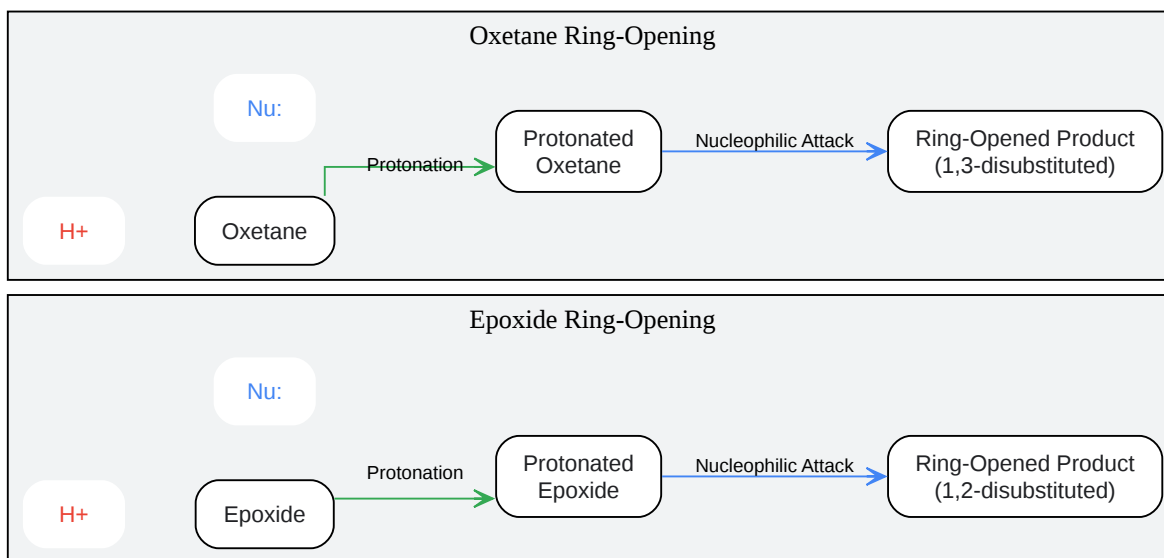 Oxetane Ring-Opening
Nu:
Protonated
Oxetane
Nucleophilic Attack
Ring-Opened Product
(1,3-disubstituted)
Protonation
H+
Oxetane
Epoxide Ring-Opening
Nu:
Protonation
Protonated
Epoxide
Nucleophilic Attack
Ring-Opened Product
(1,2-disubstituted)
H+
Epoxide